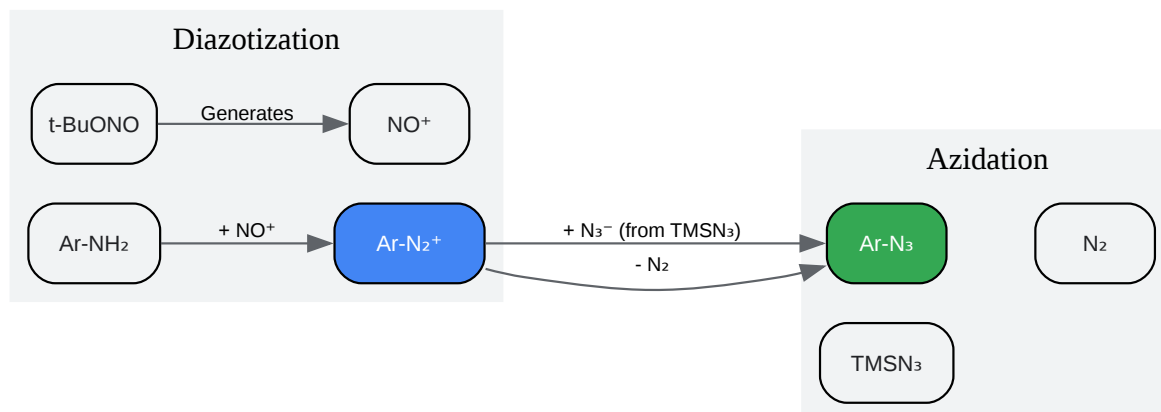 Diazotization
t-BuONO
Generates
NO⁺
Ar-NH₂
+ NO⁺
Ar-N₂⁺
+ N₃⁻ (from TMSN₃)
- N₂
Azidation
Ar-N₃
N₂
TMSN₃